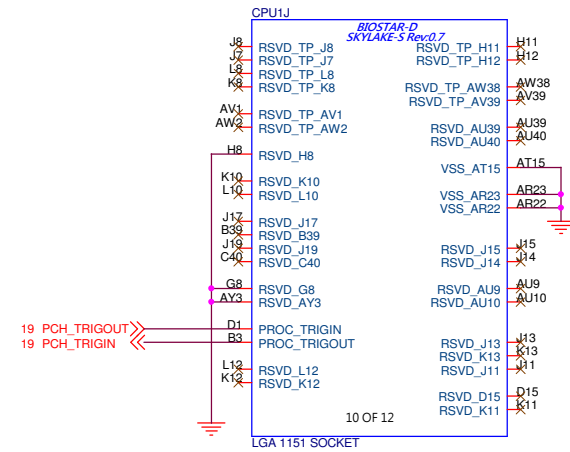 CPU1J
BIOSTAR-D
SKYLAKE-S Rev:0.7
J8 RSVD_TP_J8 RSVD_TP_H11 H11
J7 RSVD_TP_J7 RSVD_TP_H12 H12
L8 RSVD_TP_L8
K8 RSVD_TP_K8 RSVD_TP_AW38 AW38
RSVD_TP_AV39 AV39
AV1 RSVD_TP_AV1
AW2 RSVD_TP_AW2 RSVD_AU39 AU39
RSVD_AU40 AU40
H8 RSVD_H8
VSS_AT15 AT15
K10 RSVD_K10
L10 RSVD_L10 VSS_AR23 AR23
VSS_AR22 AR22
J17 RSVD_J17
B39 RSVD_B39
J19 RSVD_J19 RSVD_J15 J15
C40 RSVD_C40 RSVD_J14 J14
G8 RSVD_G8 RSVD_AU9 AU9
AY3 RSVD_AY3 RSVD_AU10 AU10
19 PCH_TRIGOUT D1 PROC_TRIGIN
19 PCH_TRIGIN B3 PROC_TRIGOUT RSVD_J13 J13
RSVD_K13 K13
L12 RSVD_L12 RSVD_J11 J11
K12 RSVD_K12
RSVD_D15 D15
RSVD_K11 K11
10 OF 12
LGA 1151 SOCKET